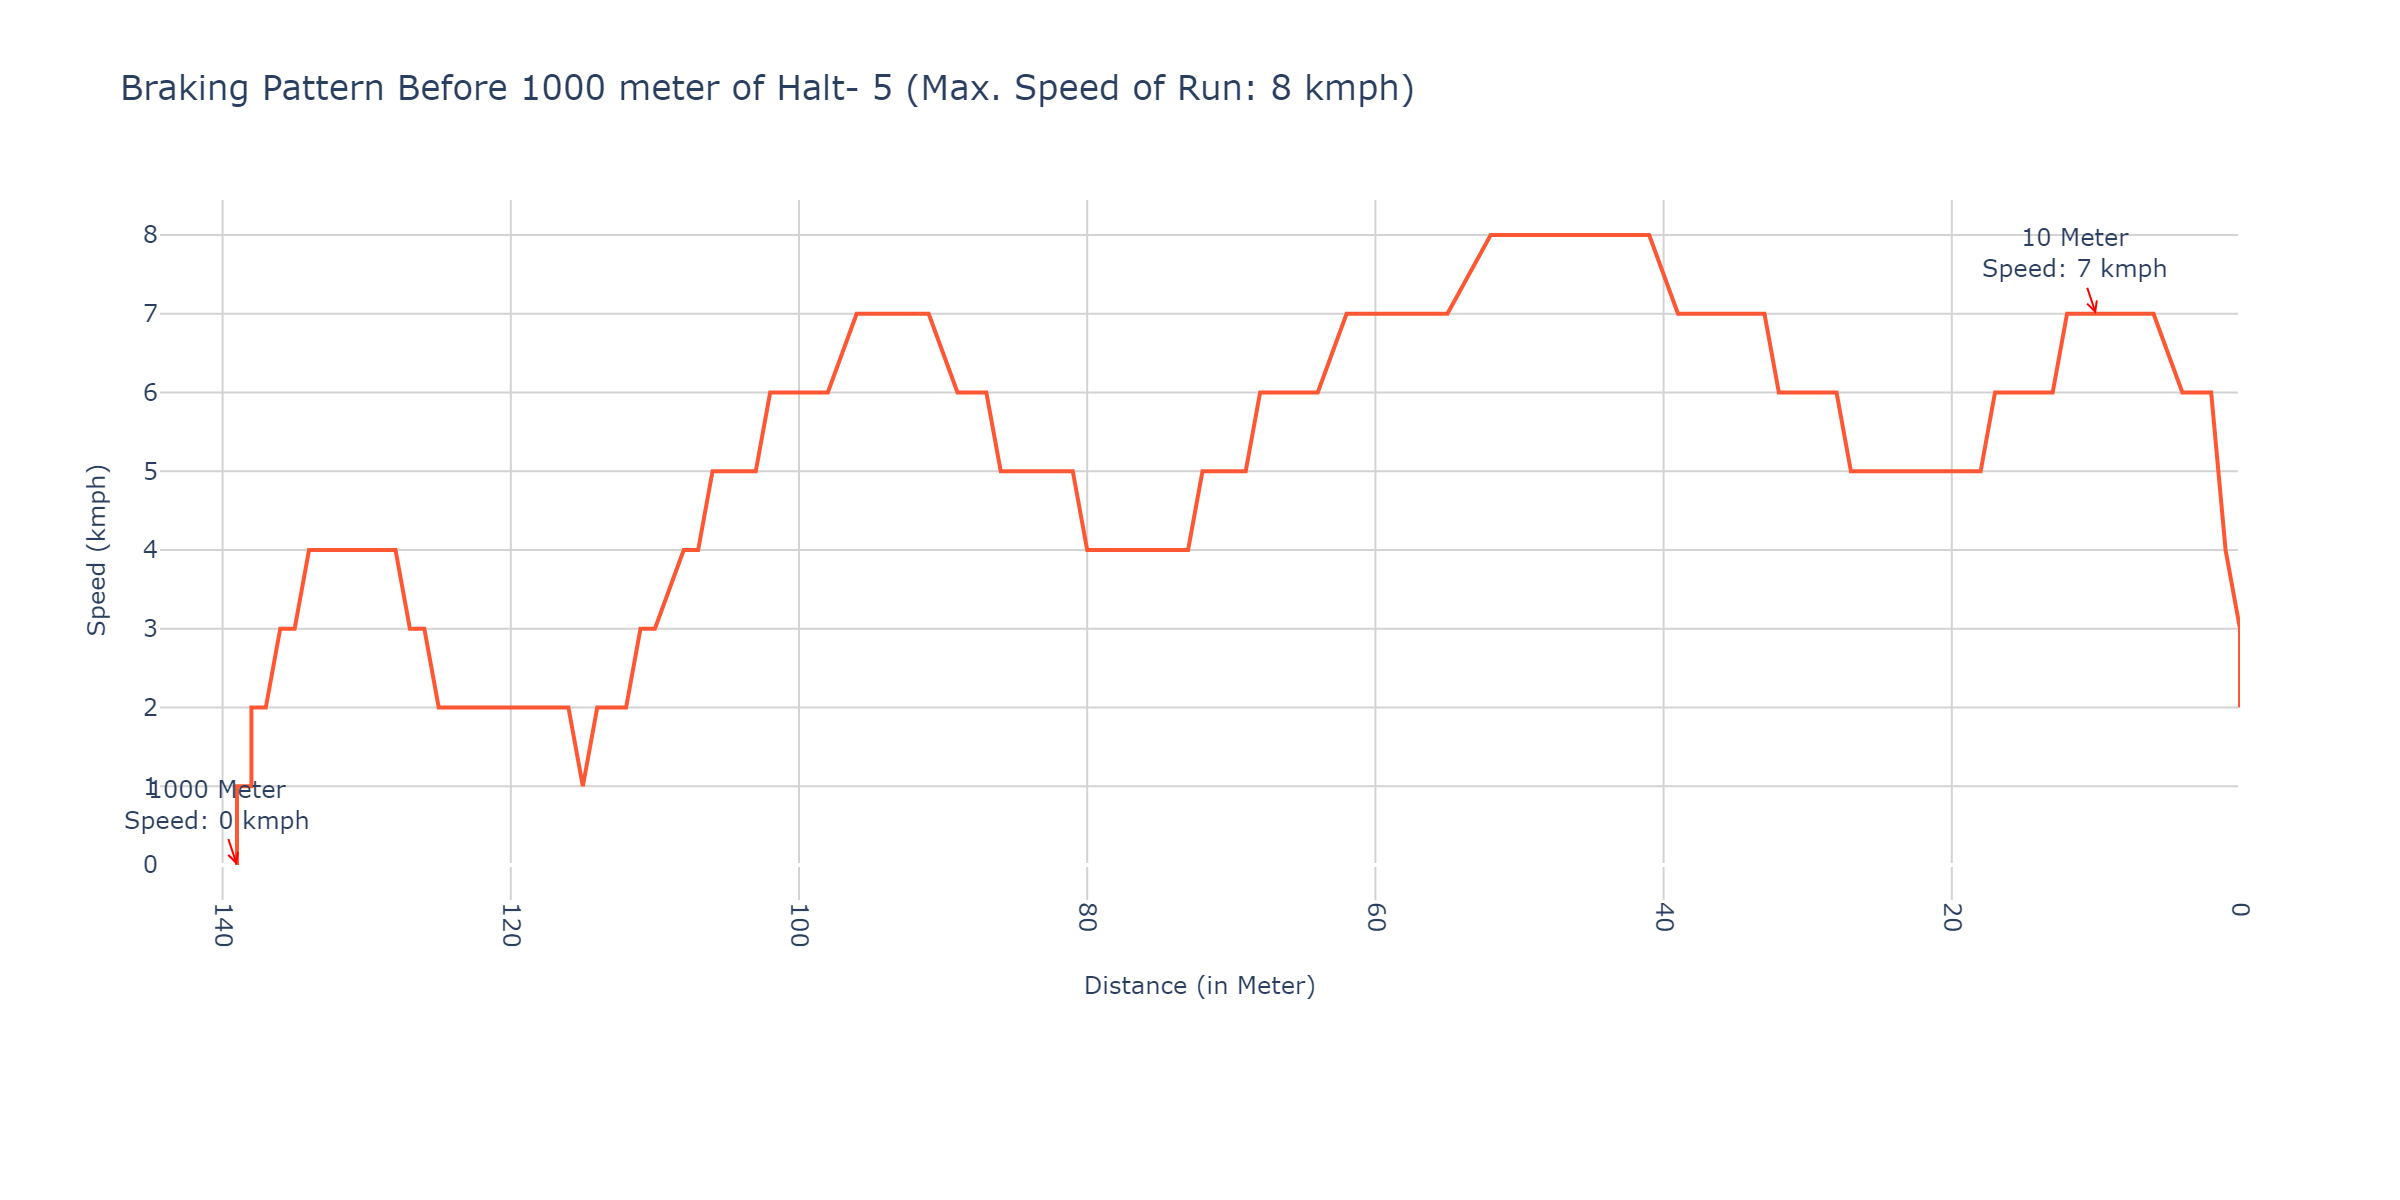 Braking Pattern Before 1000 meter of Halt- 5 (Max. Speed of Run: 8 kmph)
8
7
6
5
4
3
2
1
0
Speed (kmph)
10 Meter
Speed: 7 kmph
1000 Meter
Speed: 0 kmph
140
120
100
80
60
40
20
0
Distance (in Meter)